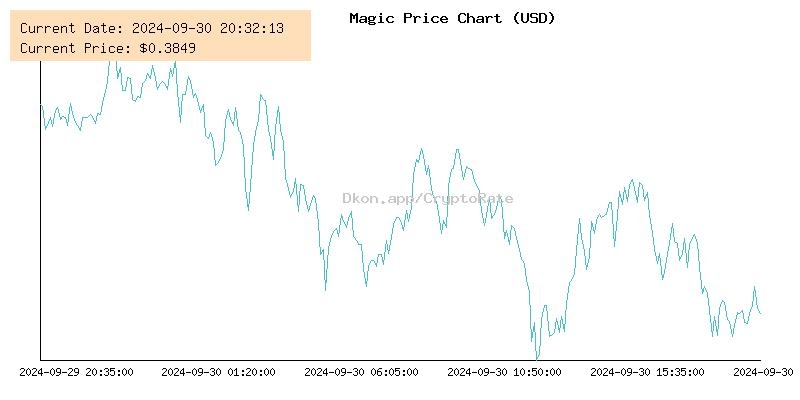 Magic Price Chart (USD)
Current Date: 2024-09-30 20:32:13
Current Price: $0.3849
Dkon.app/CryptoRate
2024-09-29 20:35:00
2024-09-30 01:20:00
2024-09-30 06:05:00
2024-09-30 10:50:00
2024-09-30 15:35:00
2024-09-30